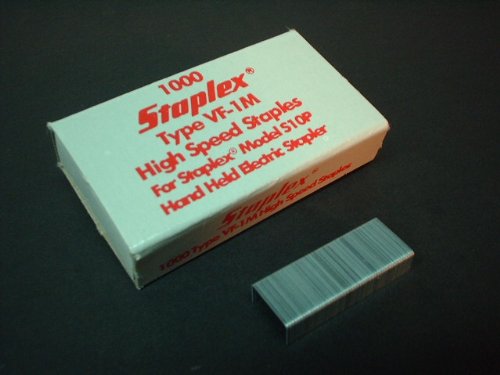 1000
Staplex®
Type VF-1M
High Speed Staples
For Staplex® Model S10P
Hand Held Electric Stapler
Staplex®
1000 Type VF-1M High Speed Staples